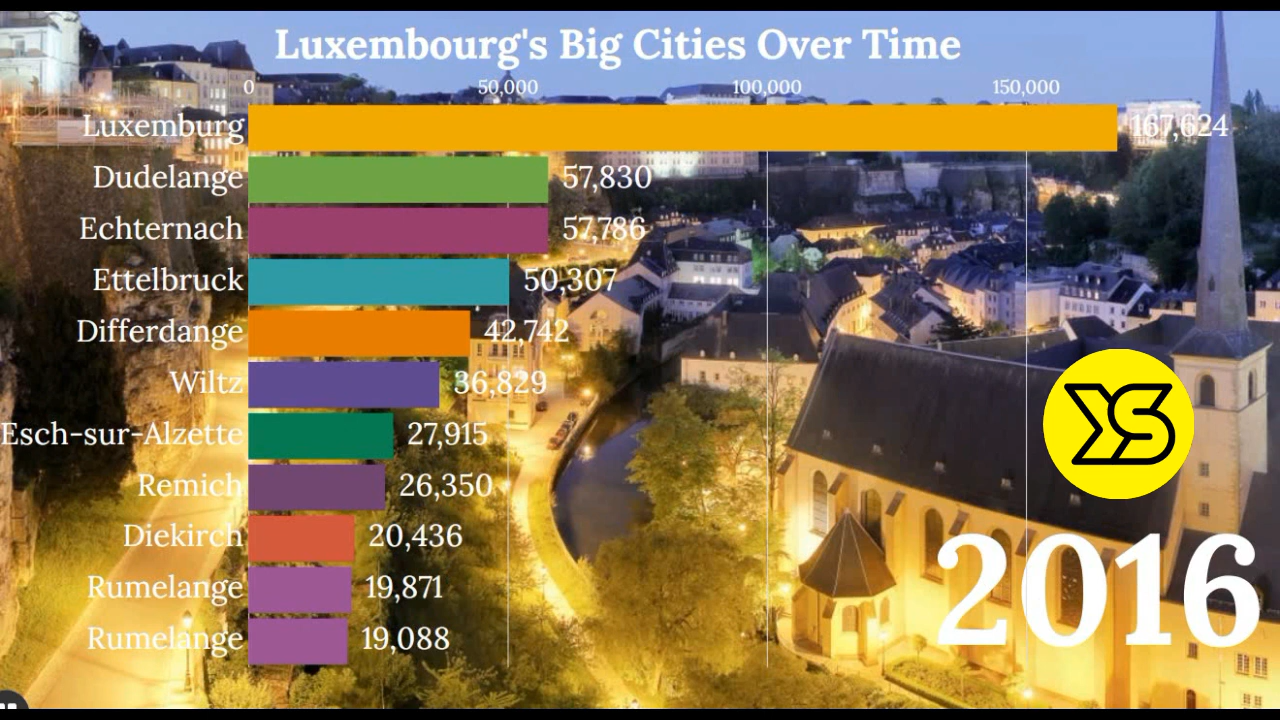 Luxembourg's Big Cities Over Time
0 50,000 100,000 150,000
Luxemburg 167,624
Dudelange 57,830
Echternach 57,786
Ettelbruck 50,307
Differdange 42,742
Wiltz 36,829
Esch-sur-Alzette 27,915
Remich 26,350
Diekirch 20,436
Rumelange 19,871
Rumelange 19,088
XS
2016